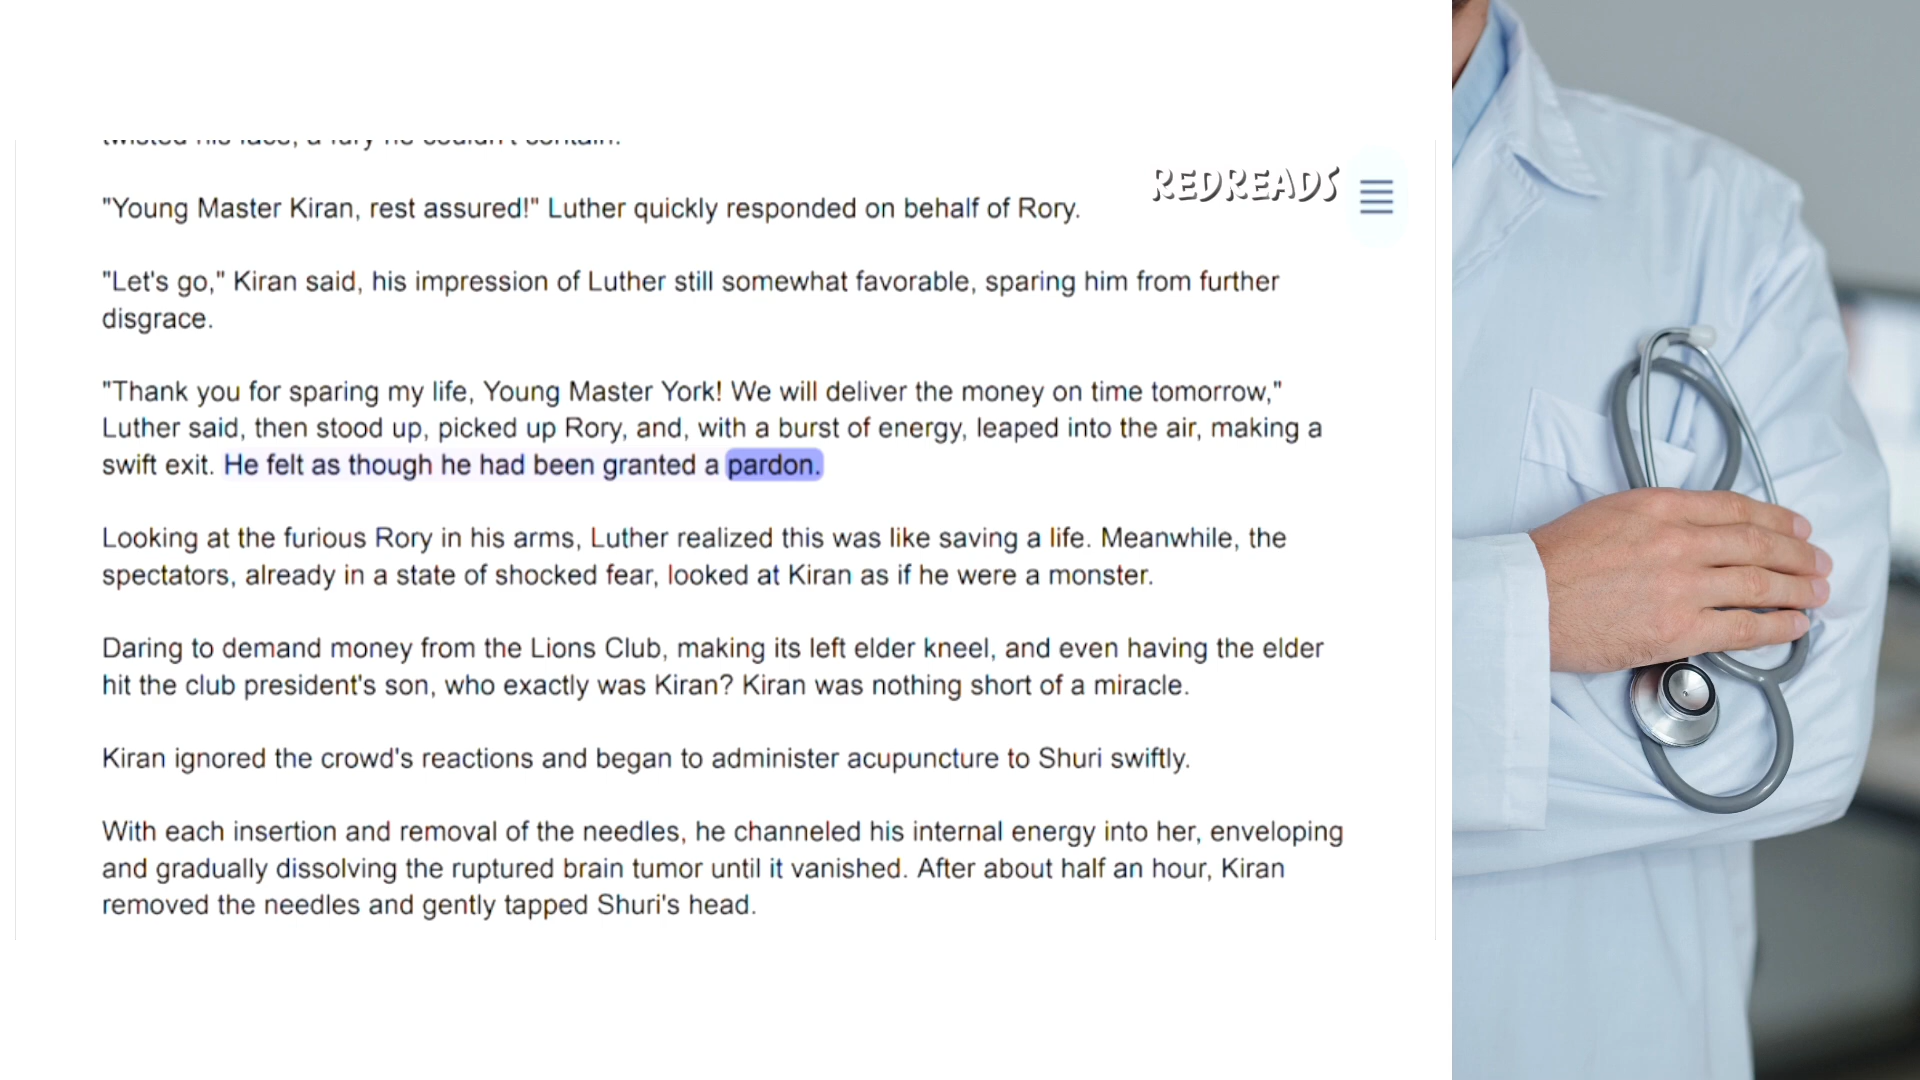 twisted his face, a fury he couldn't contain.
REDREADS
"Young Master Kiran, rest assured!" Luther quickly responded on behalf of Rory.
"Let's go," Kiran said, his impression of Luther still somewhat favorable, sparing him from further
disgrace.
"Thank you for sparing my life, Young Master York! We will deliver the money on time tomorrow,"
Luther said, then stood up, picked up Rory, and, with a burst of energy, leaped into the air, making a
swift exit. He felt as though he had been granted a pardon.
Looking at the furious Rory in his arms, Luther realized this was like saving a life. Meanwhile, the
spectators, already in a state of shocked fear, looked at Kiran as if he were a monster.
Daring to demand money from the Lions Club, making its left elder kneel, and even having the elder
hit the club president's son, who exactly was Kiran? Kiran was nothing short of a miracle.
Kiran ignored the crowd's reactions and began to administer acupuncture to Shuri swiftly.
With each insertion and removal of the needles, he channeled his internal energy into her, enveloping
and gradually dissolving the ruptured brain tumor until it vanished. After about half an hour, Kiran
removed the needles and gently tapped Shuri's head.